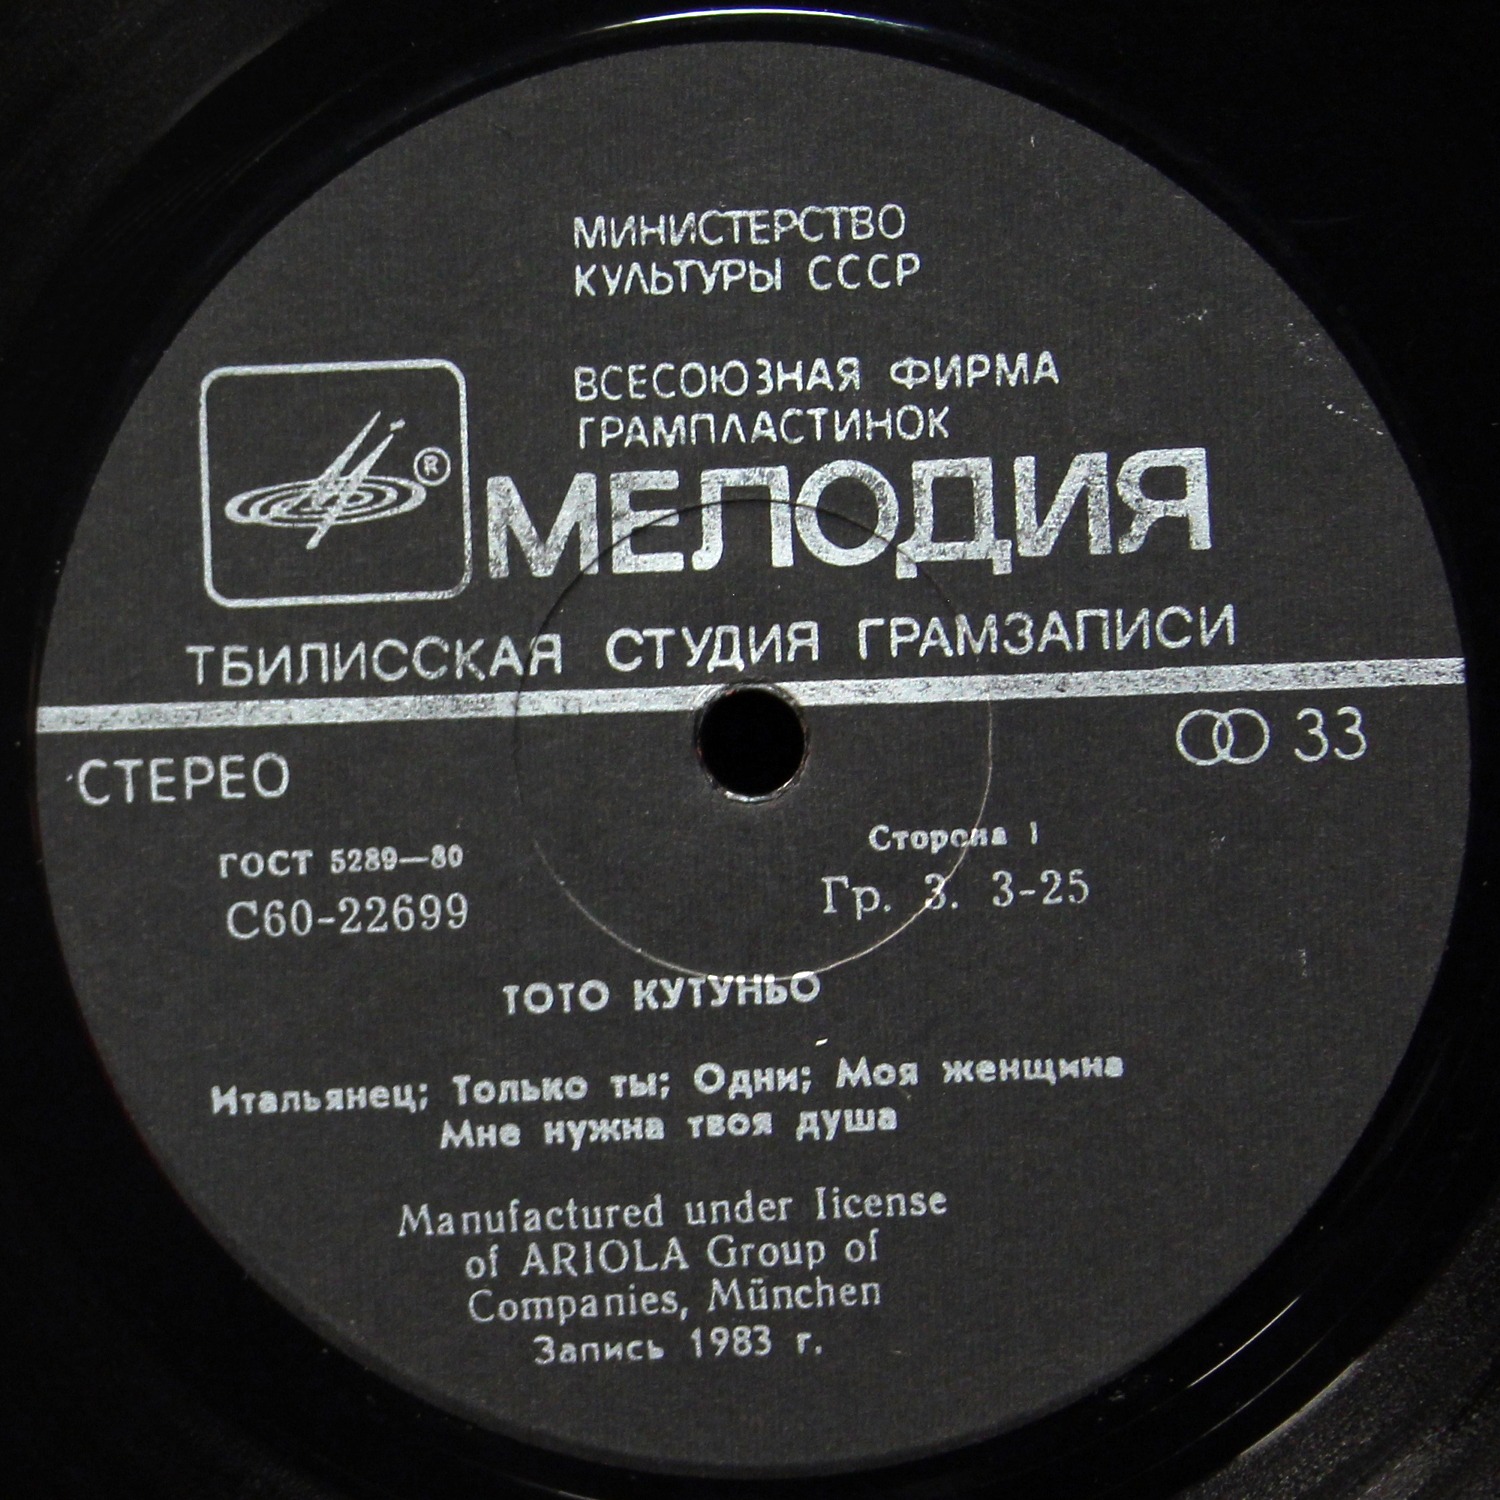 МИНИСТЕРСТВО
КУЛЬТУРЫ СССР
ВСЕСОЮЗНАЯ ФИРМА
ГРАМПЛАСТИНОК
®
МЕЛОДИЯ
ТБИЛИССКАЯ СТУДИЯ ГРАМЗАПИСИ
СТЕРЕО
33
ГОСТ 5289—80
С60-22699
Сторона 1
Гр. 3. 3-25
ТОТО КУТУНЬО
Итальянец; Только ты; Одни; Моя женщина
Мне нужна твоя душа
Manufactured under Iicense
of ARIOLA Group of
Companies, München
Запись 1983 г.